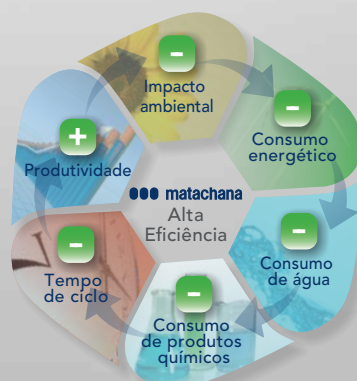 -
Impacto
ambiental
-
Consumo
energético
-
Consumo
de água
-
Consumo
de produtos
químicos
-
Tempo
de ciclo
+
Produtividade
matachana
Alta
Eficiência